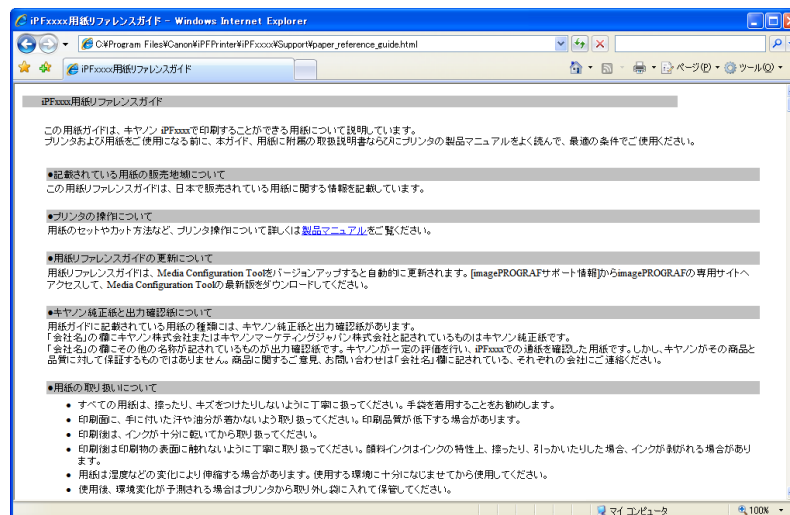 iPFxxxx用紙リファレンスガイド - Windows Internet Explorer
C:¥Program Files¥Canon¥iPFPrinter¥iPFxxxx¥Support¥paper_reference_guide.html
iPFxxxx用紙リファレンスガイド
ページ(P)
ツール(O)
iPFxxxx用紙リファレンスガイド
この用紙ガイドは、キヤノン iPFxxxxで印刷することができる用紙について説明しています。
プリンタおよび用紙をご使用になる前に、本ガイド、用紙に附属の取扱説明書ならびにプリンタの製品マニュアルをよく読んで、最適の条件でご使用ください。
●記載されている用紙の販売地域について
この用紙リファレンスガイドは、日本で販売されている用紙に関する情報を記載しています。
●プリンタの操作について
用紙のセットやカット方法など、プリンタ操作について詳しくは製品マニュアルをご覧ください。
●用紙リファレンスガイドの更新について
用紙リファレンスガイドは、Media Configuration Toolをバージョンアップすると自動的に更新されます。[imagePROGRAFサポート情報]からimagePROGRAFの専用サイトへ
アクセスして、Media Configuration Toolの最新版をダウンロードしてください。
●キヤノン純正紙と出力確認紙について
用紙ガイドに記載されている用紙の種類には、キヤノン純正紙と出力確認紙があります。
「会社名」の欄にキヤノン株式会社またはキヤノンマーケティングジャパン株式会社と記されているものはキヤノン純正紙です。
「会社名」の欄にその他の名称が記されているものが出力確認紙です。キヤノンが一定の評価を行い、iPFxxxxでの通紙を確認した用紙です。しかし、キヤノンがその商品と
品質に対して保証するものではありません。商品に関するご意見、お問い合わせは「会社名」欄に記されている、それぞれの会社にご連絡ください。
●用紙の取り扱いについて
• すべての用紙は、擦ったり、キズをつけたりしないように丁寧に扱ってください。手袋を着用することをお勧めします。
• 印刷面に、手に付いた汗や油分が着かないよう取り扱ってください。印刷品質が低下する場合があります。
• 印刷後は、インクが十分に乾いてから取り扱ってください。
• 印刷後は印刷物の表面に触れないように丁寧に取り扱ってください。顔料インクはインクの特性上、擦ったり、引っかいたりした場合、インクが剥がれる場合があり
ます。
• 用紙は湿度などの変化により伸縮する場合があります。使用する環境に十分になじませてから使用してください。
• 使用後、環境変化が予測される場合はプリンタから取り外し袋に入れて保管してください。
マイ コンピュータ
100%